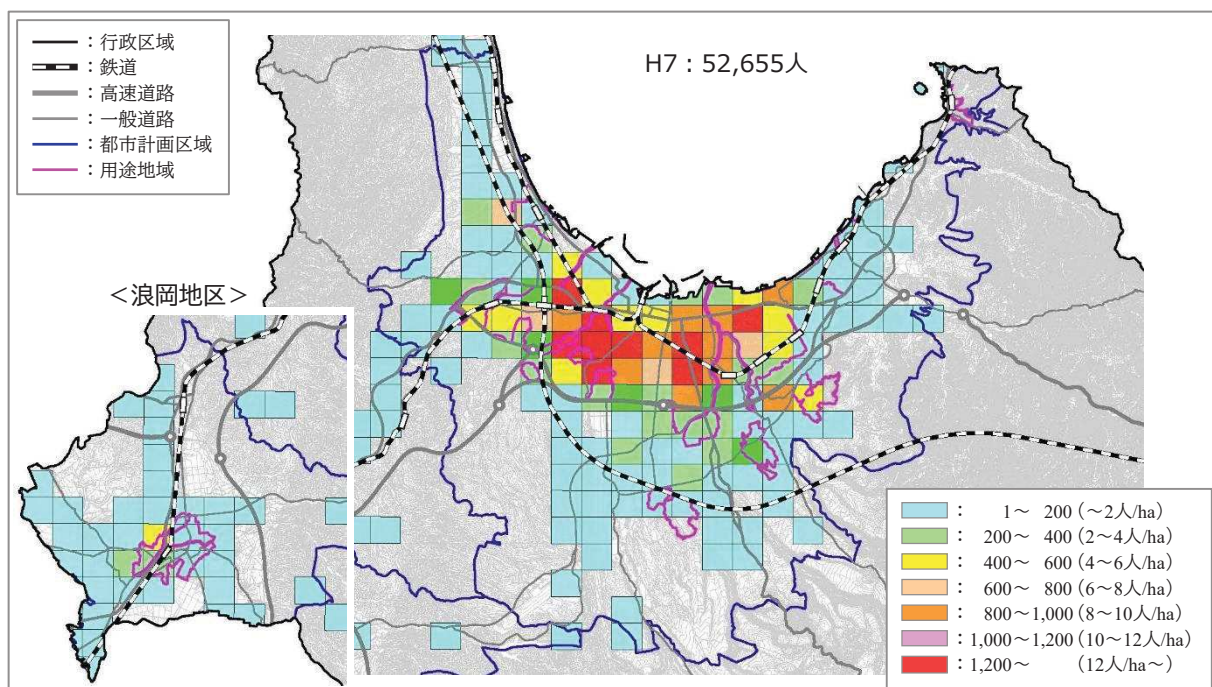 ：行政区域
：鉄道
：高速道路
：一般道路
：都市計画区域
：用途地域
H7：52,655人
＜浪岡地区＞
： 1～ 200（～2人/ha）
： 200～ 400（2～4人/ha）
： 400～ 600（4～6人/ha）
： 600～ 800（6～8人/ha）
： 800～1,000（8～10人/ha）
：1,000～1,200（10～12人/ha）
：1,200～ （12人/ha～）